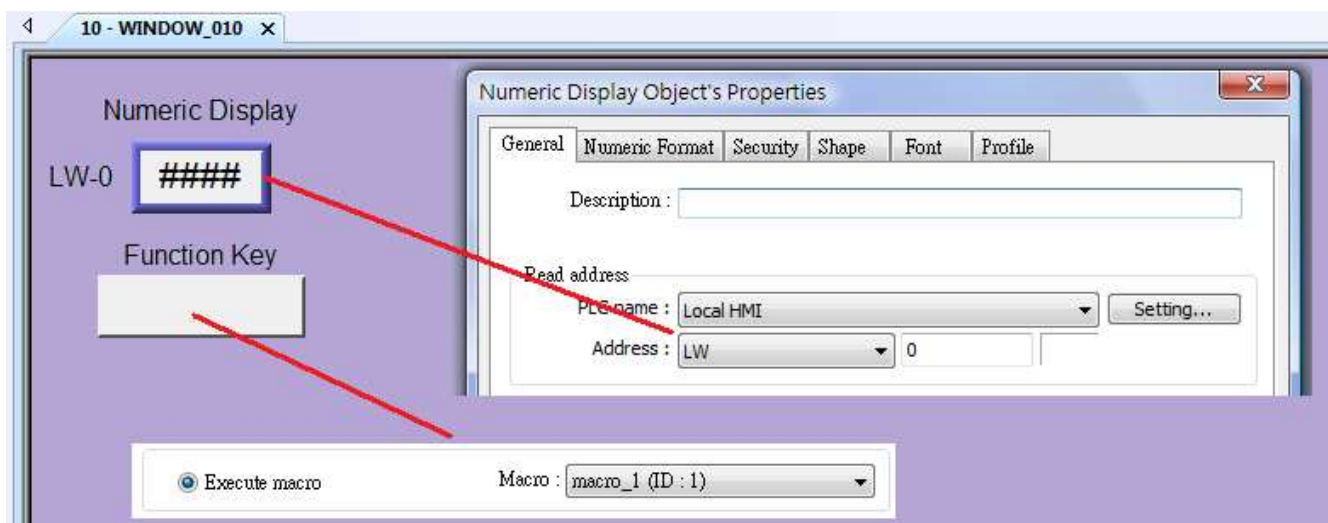 10 - WINDOW_010 X
Numeric Display
LW-0 ####
Function Key
Numeric Display Object's Properties
General Numeric Format Security Shape Font Profile
Description :
Read address
PLC name : Local HMI Setting...
Address : LW 0
Execute macro Macro : macro_1 (ID : 1)